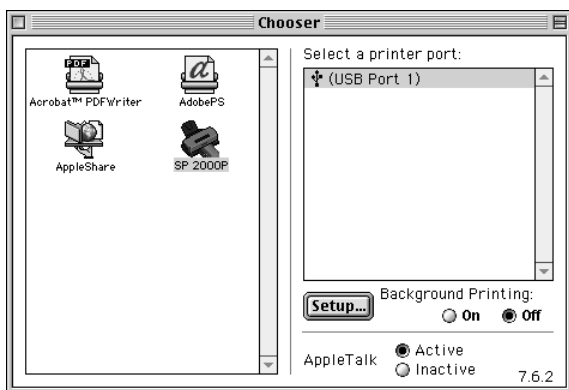 Chooser
PDF
Acrobat™ PDFWriter
a
AdobePS
AppleShare
SP 2000P
Select a printer port:
(USB Port 1)
Setup...
Background Printing:
On Off
AppleTalk
Active
Inactive
7.6.2